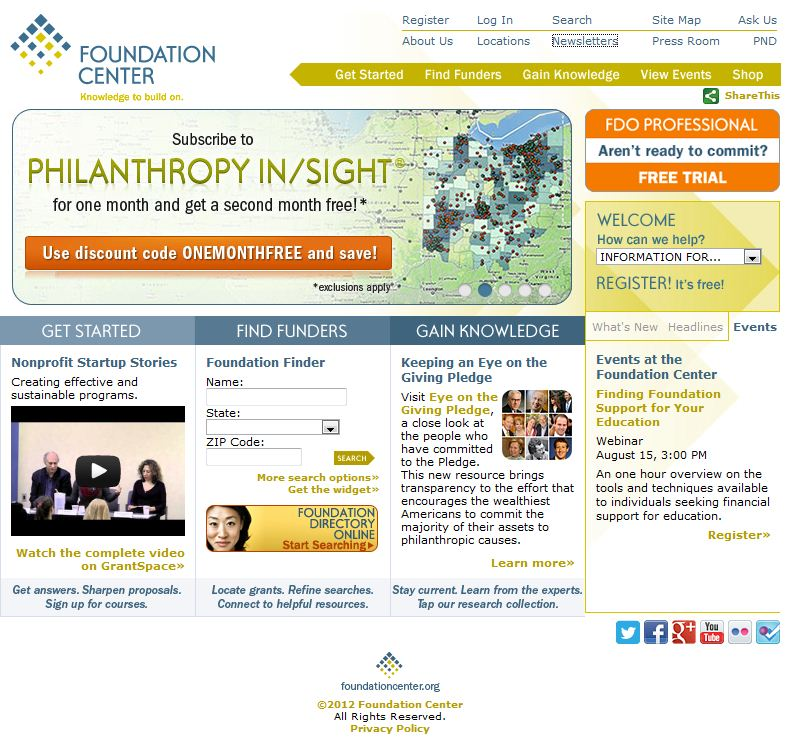 Register Log In Search Site Map Ask Us
About Us Locations Newsletters Press Room PND
FOUNDATION
CENTER
Knowledge to build on.
Get Started Find Funders Gain Knowledge View Events Shop
ShareThis
Subscribe to
PHILANTHROPY IN/SIGHT®
for one month and get a second month free!*
Use discount code ONEMONTHFREE and save!
*exclusions apply
West
Virginia
FDO PROFESSIONAL
Aren't ready to commit?
FREE TRIAL
WELCOME
How can we help?
INFORMATION FOR...
REGISTER! It's free!
GET STARTED
Nonprofit Startup Stories
Creating effective and
sustainable programs.
Watch the complete video
on GrantSpace»
Get answers. Sharpen proposals.
Sign up for courses.
FIND FUNDERS
Foundation Finder
Name:
State:
ZIP Code:
SEARCH
More search options»
Get the widget»
FOUNDATION
DIRECTORY
ONLINE
Start Searching
Locate grants. Refine searches.
Connect to helpful resources.
GAIN KNOWLEDGE
Keeping an Eye on the
Giving Pledge
Visit Eye on the
Giving Pledge,
a close look at
the people who
have committed
to the Pledge.
This new resource brings
transparency to the effort that
encourages the wealthiest
Americans to commit the
majority of their assets to
philanthropic causes.
Learn more»
Stay current. Learn from the experts.
Tap our research collection.
What's New Headlines Events
Events at the
Foundation Center
Finding Foundation
Support for Your
Education
Webinar
August 15, 3:00 PM
An one hour overview on the
tools and techniques available
to individuals seeking financial
support for education.
Register»
You
Tube
foundationcenter.org
©2012 Foundation Center
All Rights Reserved.
Privacy Policy